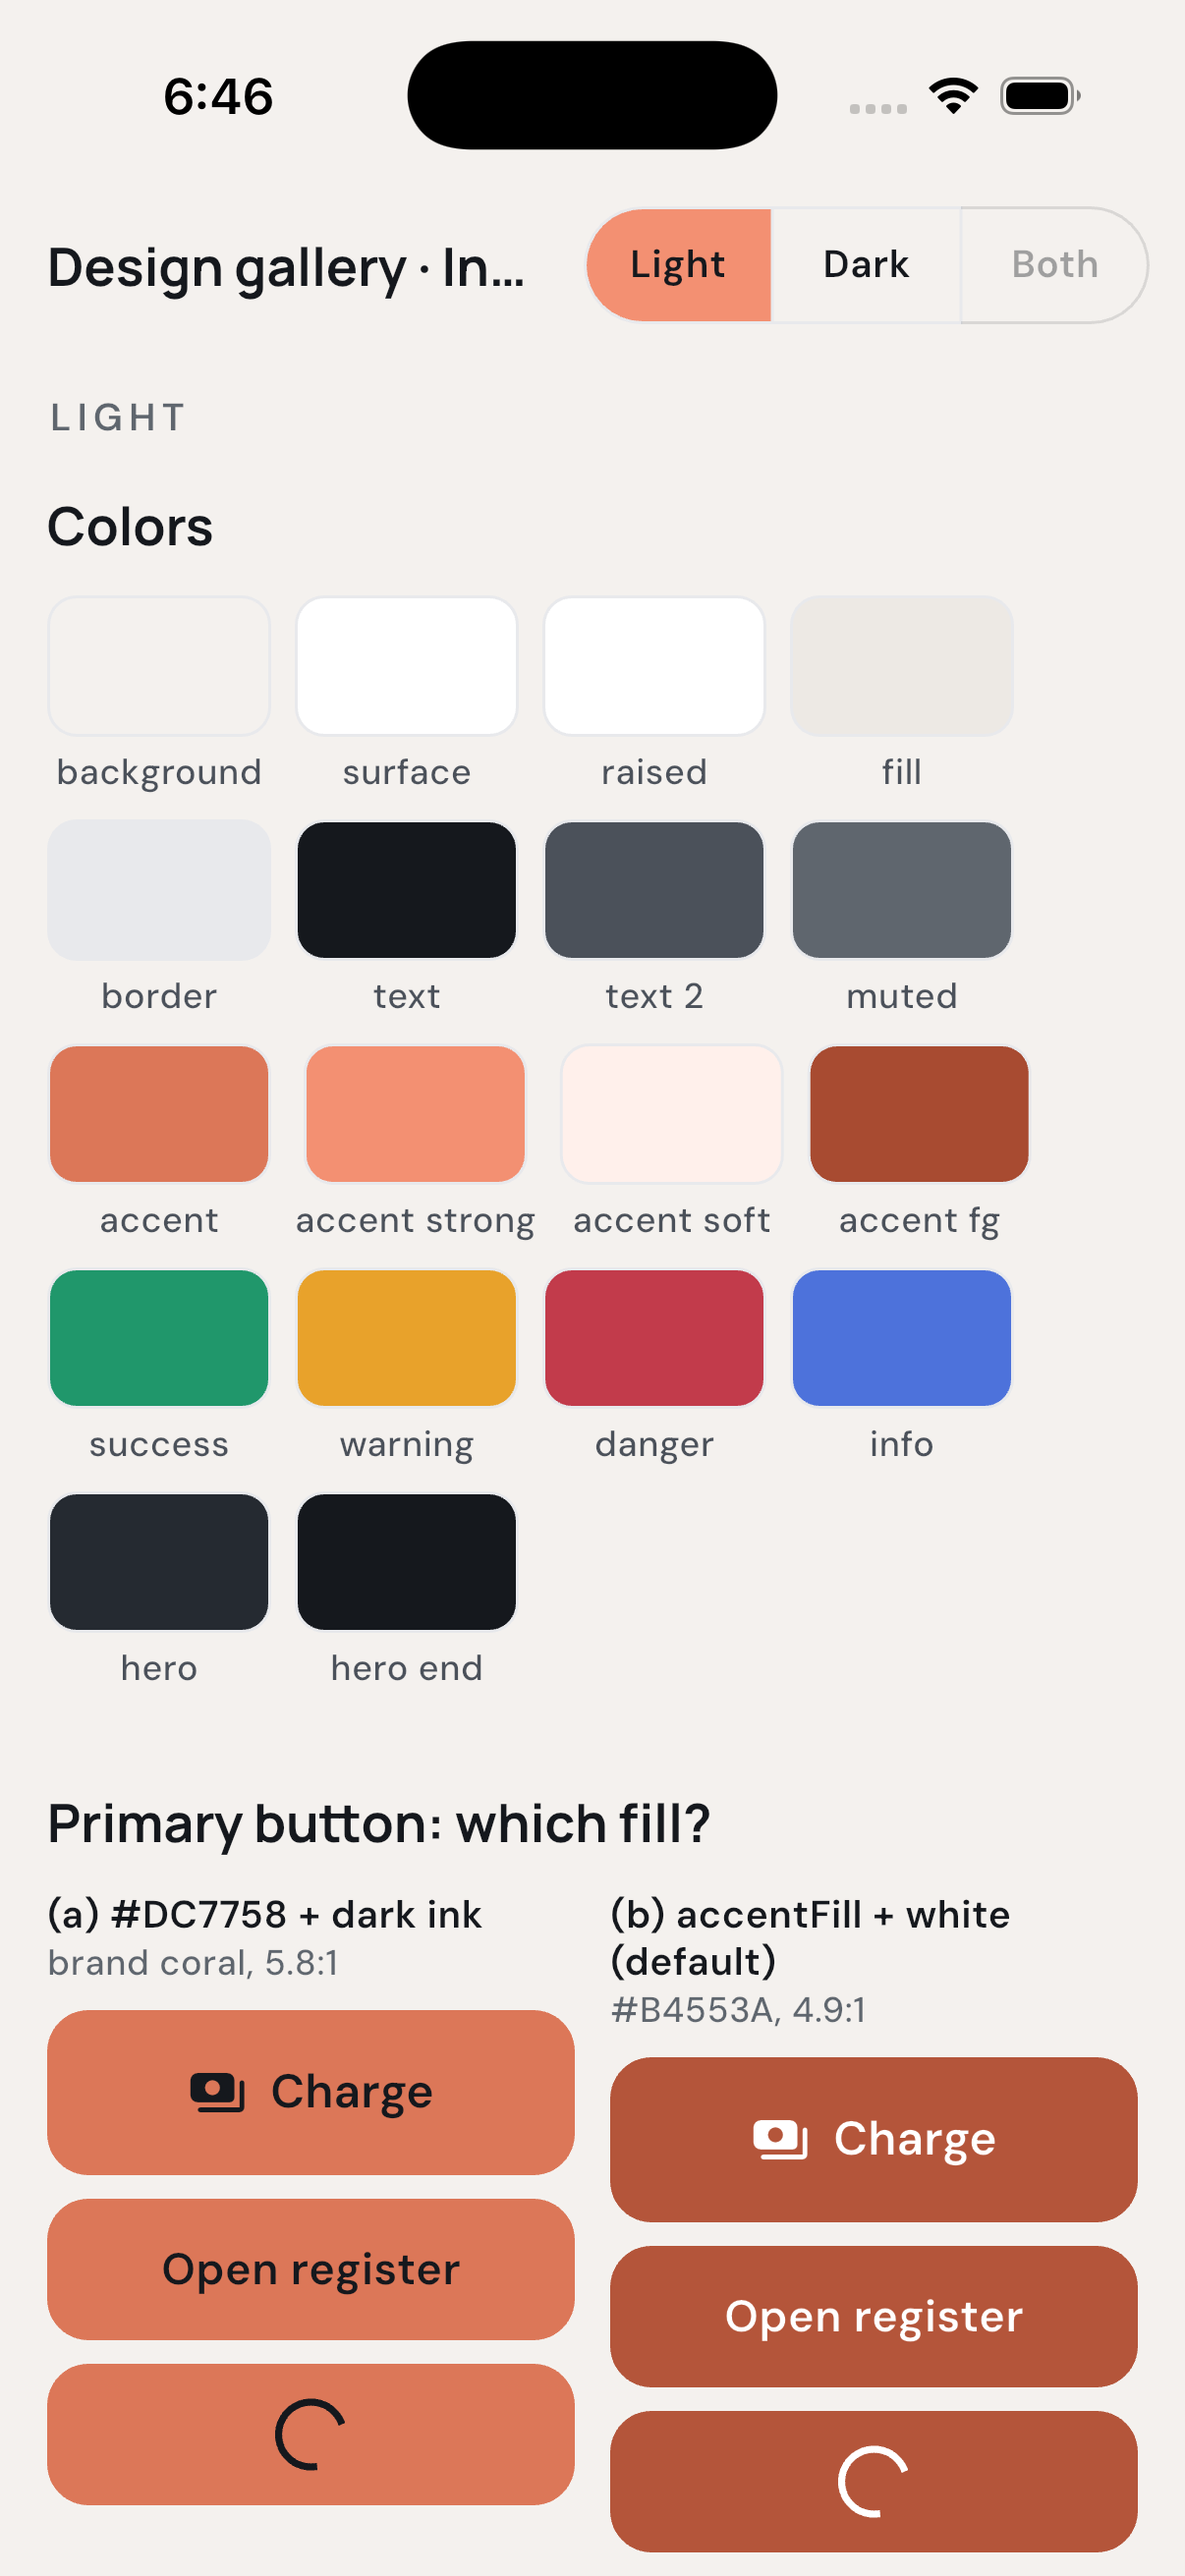 6:46
Design gallery · In...
Light
Dark
Both
LIGHT
Colors
background
surface
raised
fill
border
text
text 2
muted
accent
accent strong
accent soft
accent fg
success
warning
danger
info
hero
hero end
Primary button: which fill?
(a) #DC7758 + dark ink
brand coral, 5.8:1
Charge
Open register
(b) accentFill + white
(default)
#B4553A, 4.9:1
Charge
Open register